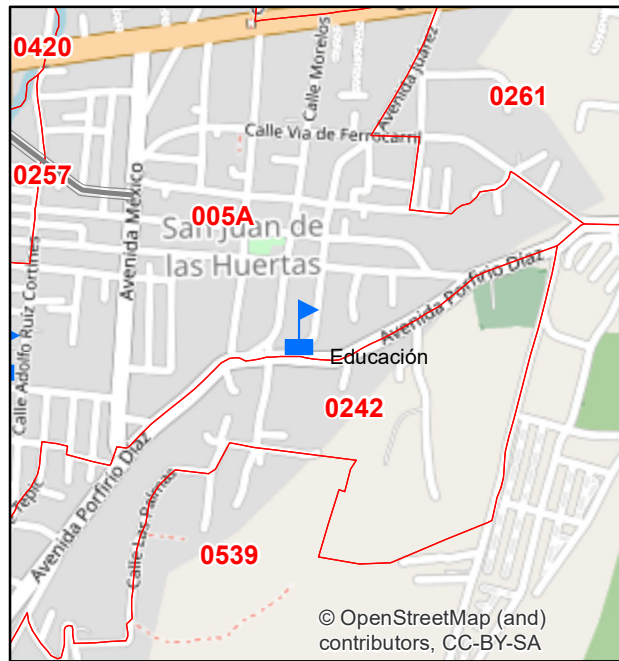 0420
Calle Morelos
Avenida Juárez
0261
Calle Via de Ferrocarril
0257
Avenida México
005A
San Juan de
las Huertas
Calle Adolfo Ruiz Cortines
Avenida Porfirio Díaz
Educación
0242
Avenida Porfirio Díaz
e Tepic
Calle Las Palmas
0539
© OpenStreetMap (and)
contributors, CC-BY-SA